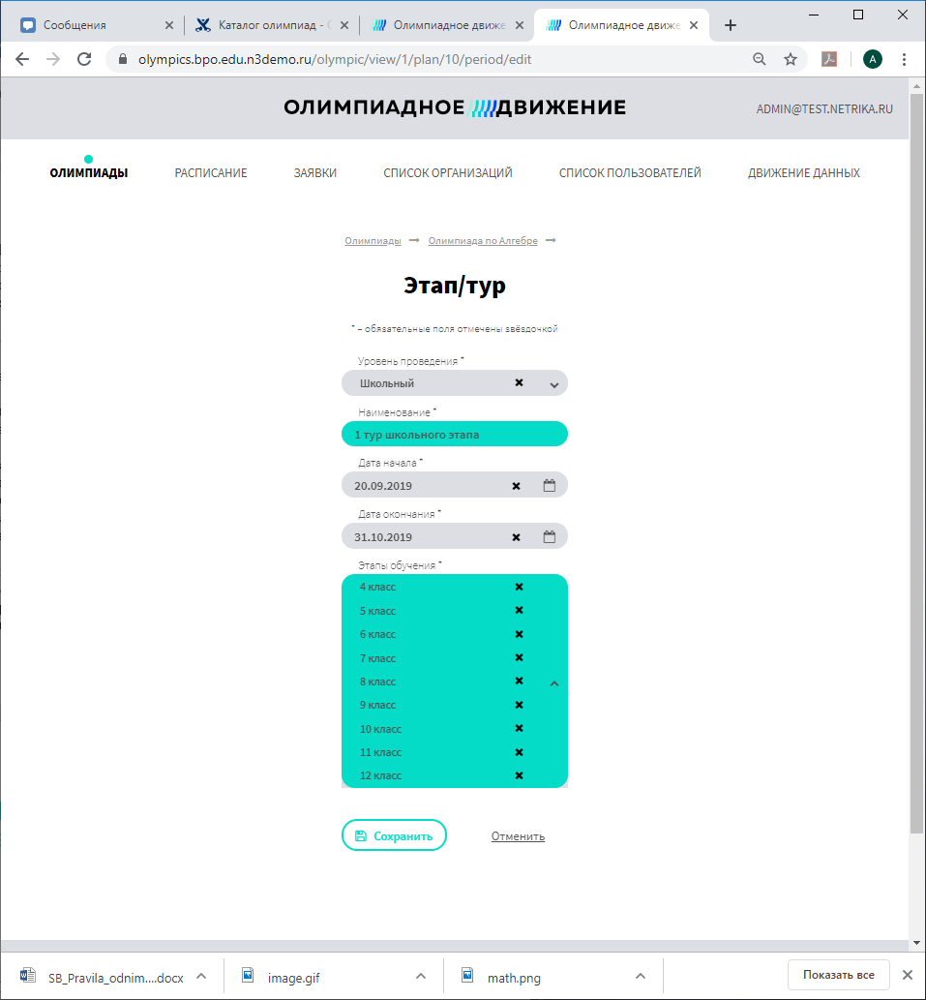 Сообщения
Каталог олимпиад - О
Олимпиадное движе
Олимпиадное движе
olympics.bpo.edu.n3demo.ru/olympic/view/1/plan/10/period/edit
A
ОЛИМПИАДНОЕ ДВИЖЕНИЕ
ADMIN@TEST.NETRIKA.RU
ОЛИМПИАДЫ РАСПИСАНИЕ ЗАЯВКИ СПИСОК ОРГАНИЗАЦИЙ СПИСОК ПОЛЬЗОВАТЕЛЕЙ ДВИЖЕНИЕ ДАННЫХ
Олимпиады → Олимпиада по Алгебре →
Этап/тур
* – обязательные поля отмечены звёздочкой
Уровень проведения *
Школьный
Наименование *
1 тур школьного этапа
Дата начала *
20.09.2019
Дата окончания *
31.10.2019
Этапы обучения *
4 класс
5 класс
6 класс
7 класс
8 класс
9 класс
10 класс
11 класс
12 класс
Сохранить Отменить
SB_Pravila_odnim....docx
image.gif
math.png
Показать все